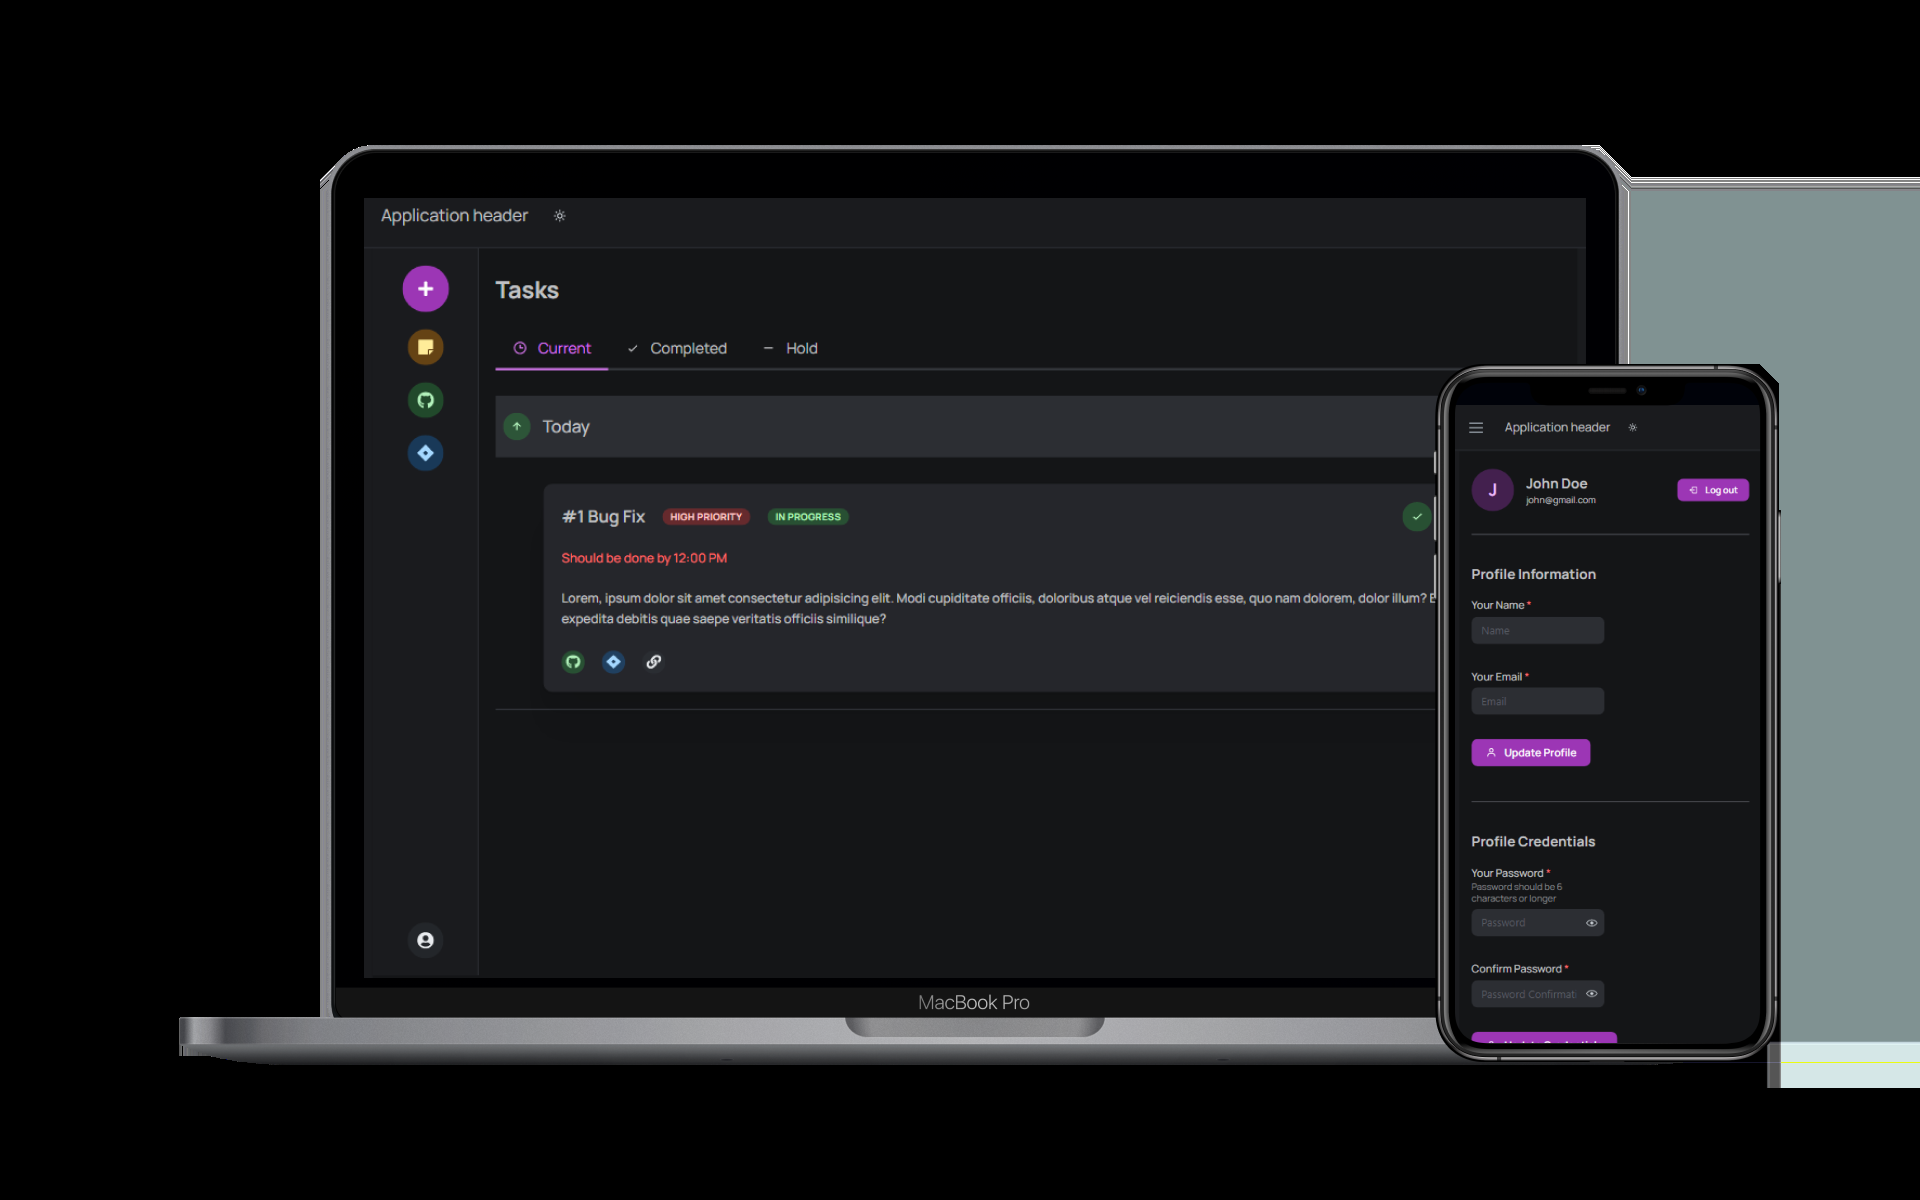 Application header
Tasks
Current
Completed
Hold
Today
#1 Bug Fix
HIGH PRIORITY
IN PROGRESS
Should be done by 12:00 PM
Lorem, ipsum dolor sit amet consectetur adipisicing elit. Modi cupiditate officiis, doloribus atque vel reiciendis esse, quo nam dolorem, dolor illum?
expedita debitis quae saepe veritatis officiis similique?
MacBook Pro
Application header
J
John Doe
john@gmail.com
Log out
Profile Information
Your Name *
Name
Your Email *
Email
Update Profile
Profile Credentials
Your Password *
Password should be 6
characters or longer
Password
Confirm Password *
Password Confirmat